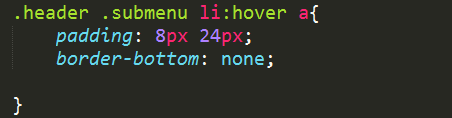 .header .submenu li:hover a{
    padding: 8px 24px;
    border-bottom: none;

}